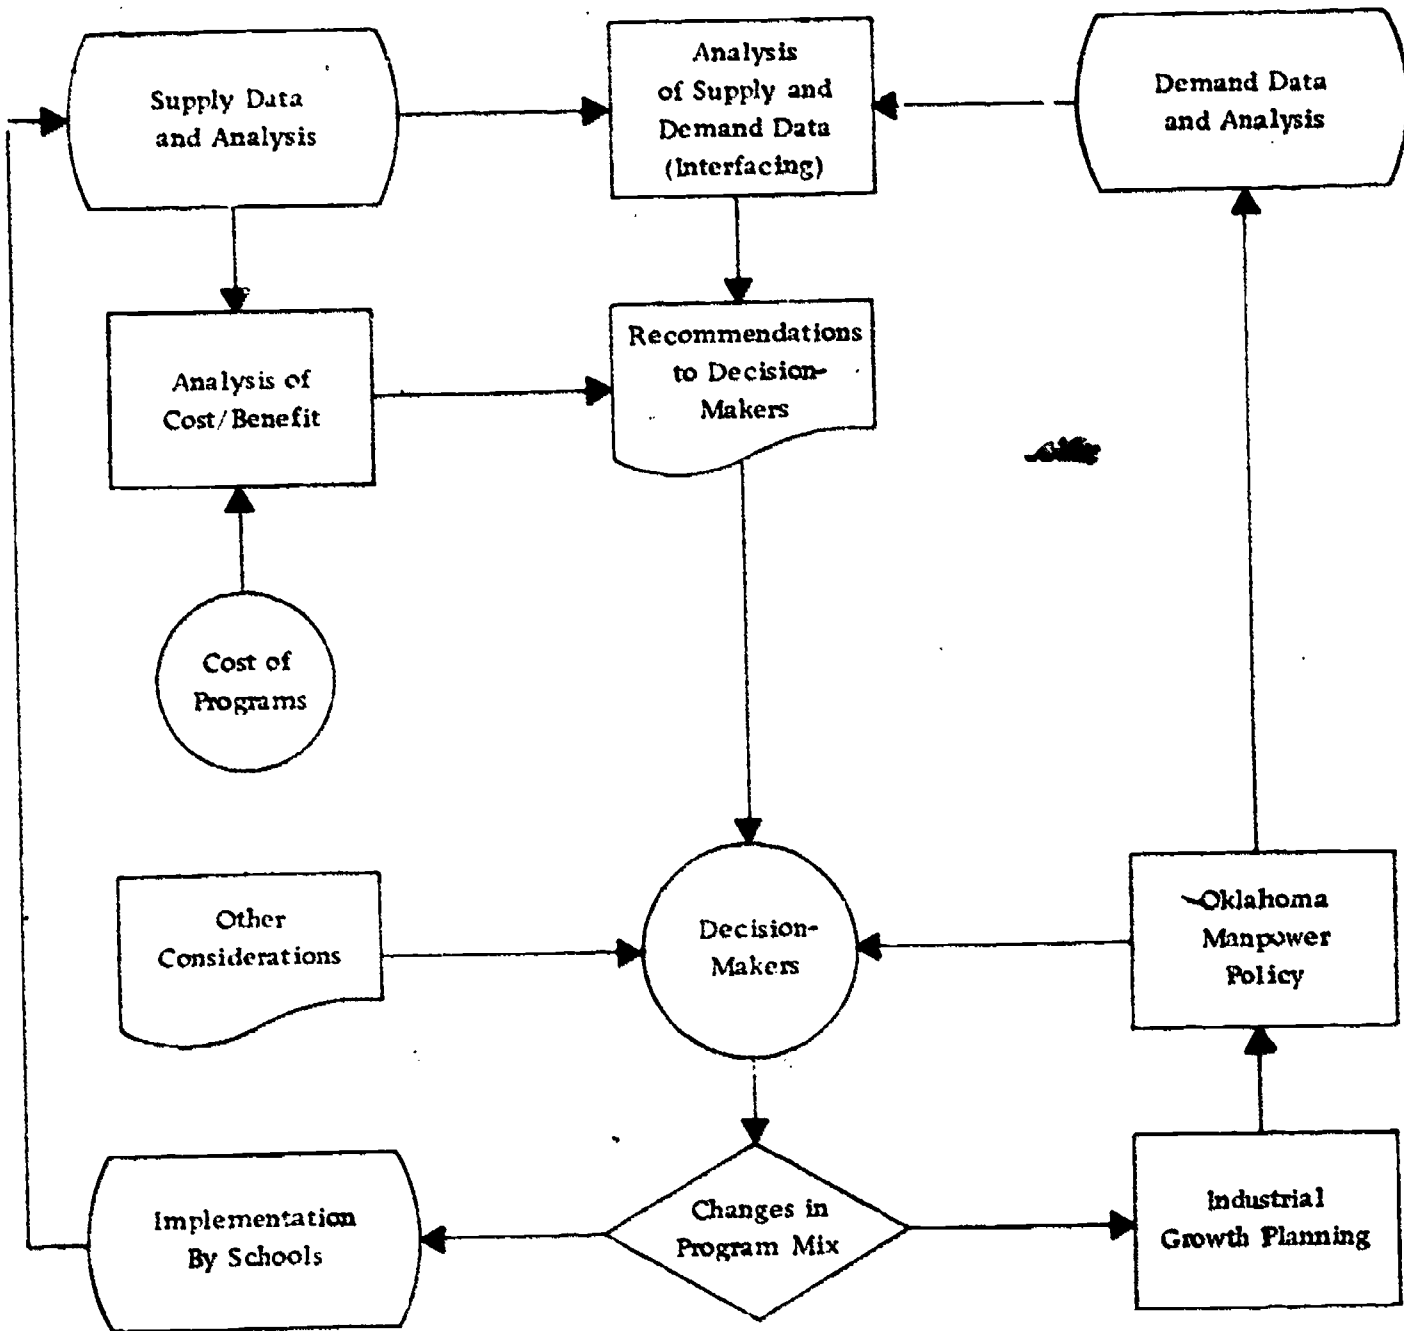 Supply Data
and Analysis
Analysis
of Supply and
Demand Data
(Interfacing)
Demand Data
and Analysis
Analysis of
Cost/Benefit
Recommendations
to Decision-
Makers
Cost of
Programs
Other
Considerations
Decision-
Makers
Oklahoma
Manpower
Policy
Implementation
By Schools
Changes in
Program Mix
Industrial
Growth Planning